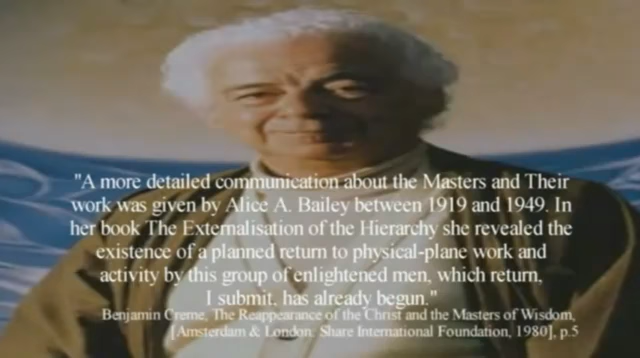 "A more detailed communication about the Masters and Their
work was given by Alice A. Bailey between 1919 and 1949. In
her book The Externalisation of the Hierarchy she revealed the
existence of a planned return to physical-plane work and
activity by this group of enlightened men, which return,
I submit, has already begun."
Benjamin Creme, The Reappearance of the Christ and the Masters of Wisdom,
[Amsterdam & London: Share International Foundation, 1980], p.5